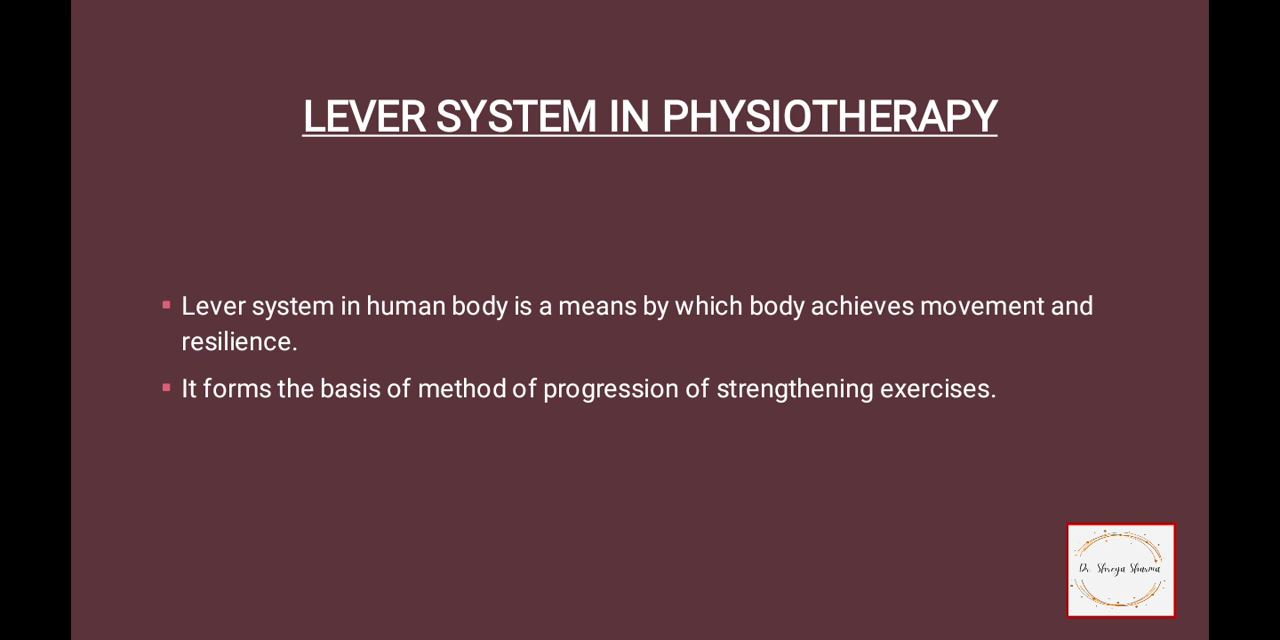 LEVER SYSTEM IN PHYSIOTHERAPY
▪ Lever system in human body is a means by which body achieves movement and
resilience.
▪ It forms the basis of method of progression of strengthening exercises.
Dr. Shreya Sharma